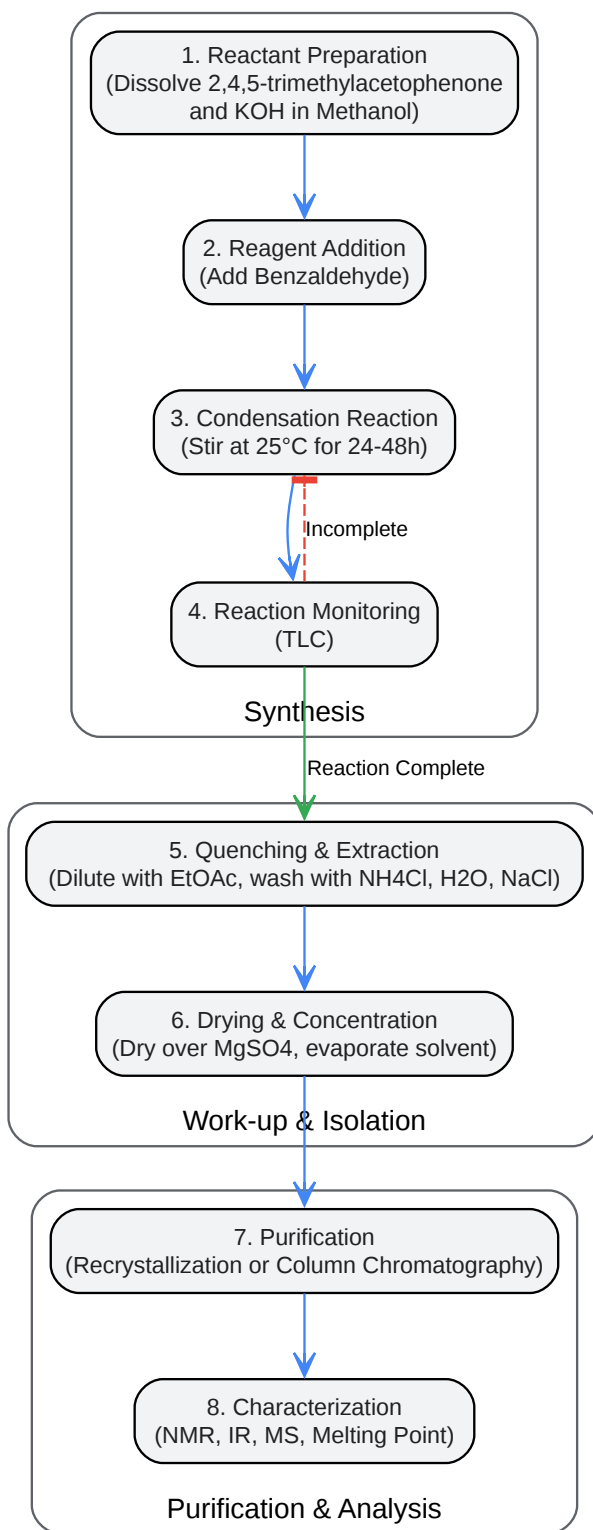 1. Reactant Preparation
(Dissolve 2,4,5-trimethylacetophenone
and KOH in Methanol)
2. Reagent Addition
(Add Benzaldehyde)
3. Condensation Reaction
(Stir at 25°C for 24-48h)
Incomplete
4. Reaction Monitoring
(TLC)
Synthesis
Reaction Complete
5. Quenching & Extraction
(Dilute with EtOAc, wash with NH4Cl, H2O, NaCl)
6. Drying & Concentration
(Dry over MgSO4, evaporate solvent)
Work-up & Isolation
7. Purification
(Recrystallization or Column Chromatography)
8. Characterization
(NMR, IR, MS, Melting Point)
Purification & Analysis